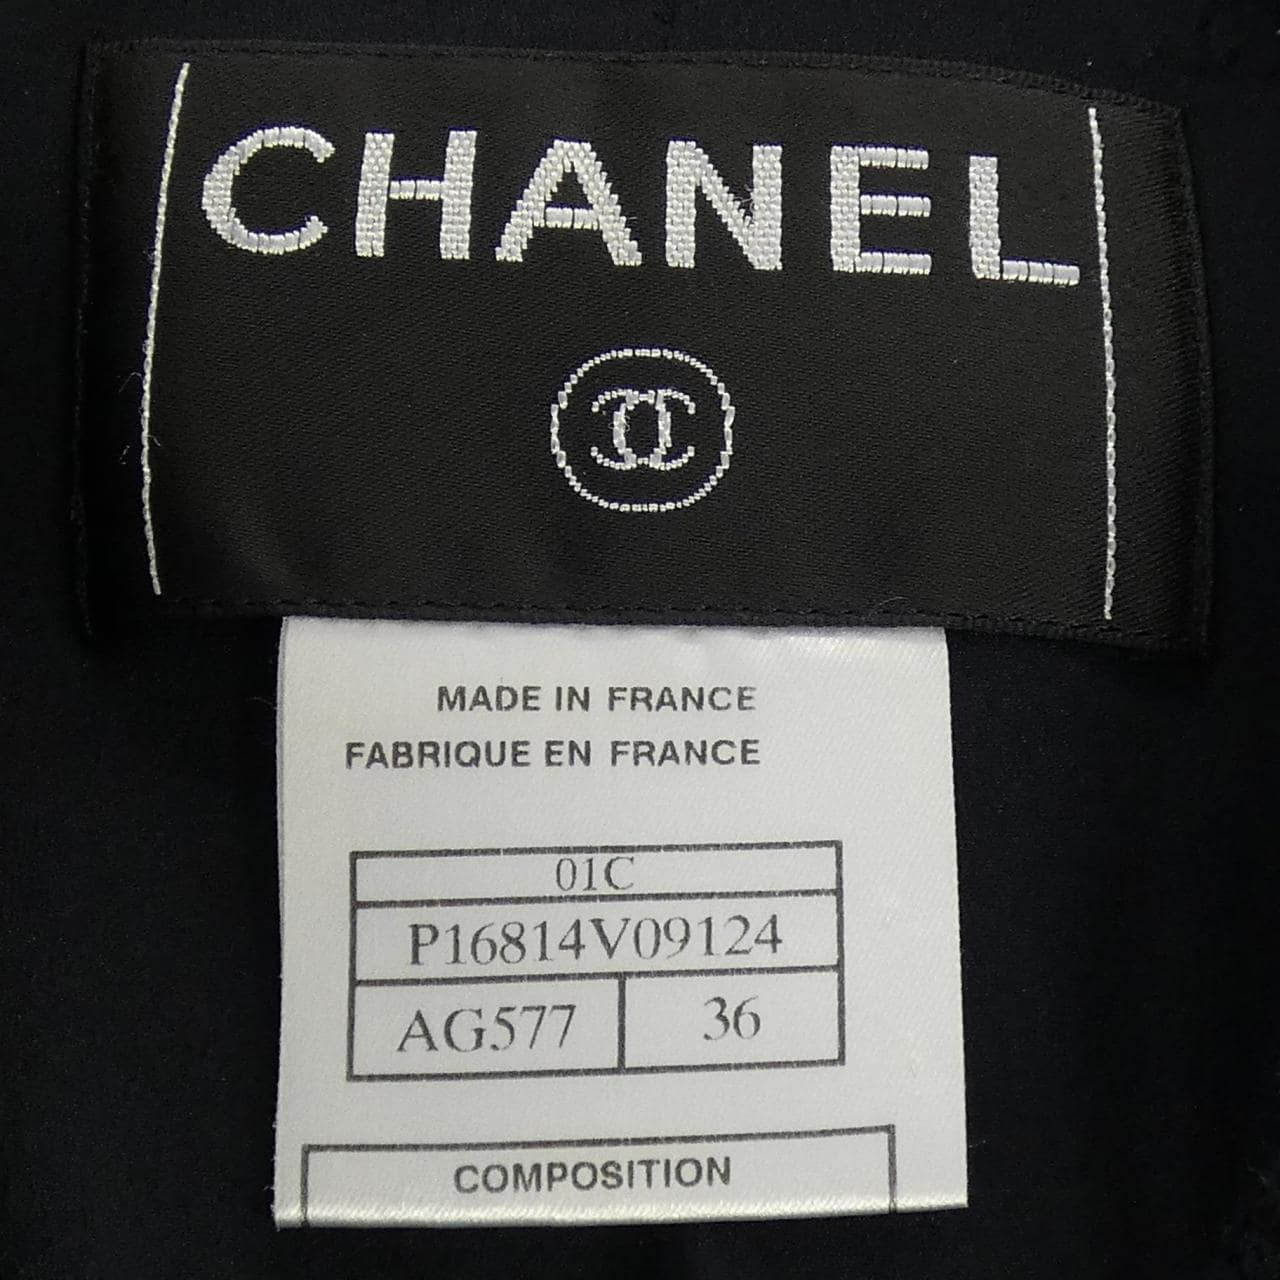 CHANEL
MADE IN FRANCE
FABRIQUE EN FRANCE
01C
P16814V09124
AG577 36
COMPOSITION